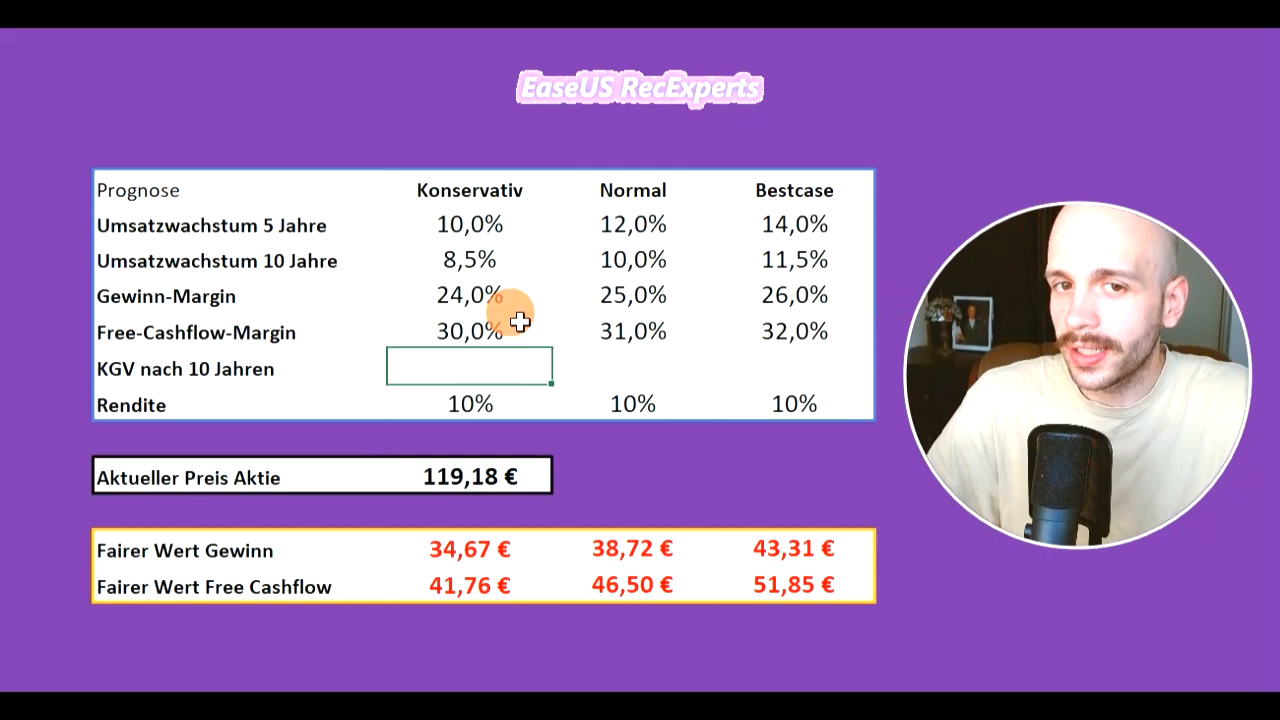 EaseUS RecExperts
Prognose Konservativ Normal Bestcase
Umsatzwachstum 5 Jahre 10,0% 12,0% 14,0%
Umsatzwachstum 10 Jahre 8,5% 10,0% 11,5%
Gewinn-Margin 24,0% 25,0% 26,0%
Free-Cashflow-Margin 30,0% 31,0% 32,0%
KGV nach 10 Jahren
Rendite 10% 10% 10%
Aktueller Preis Aktie 119,18 €
Fairer Wert Gewinn 34,67 € 38,72 € 43,31 €
Fairer Wert Free Cashflow 41,76 € 46,50 € 51,85 €